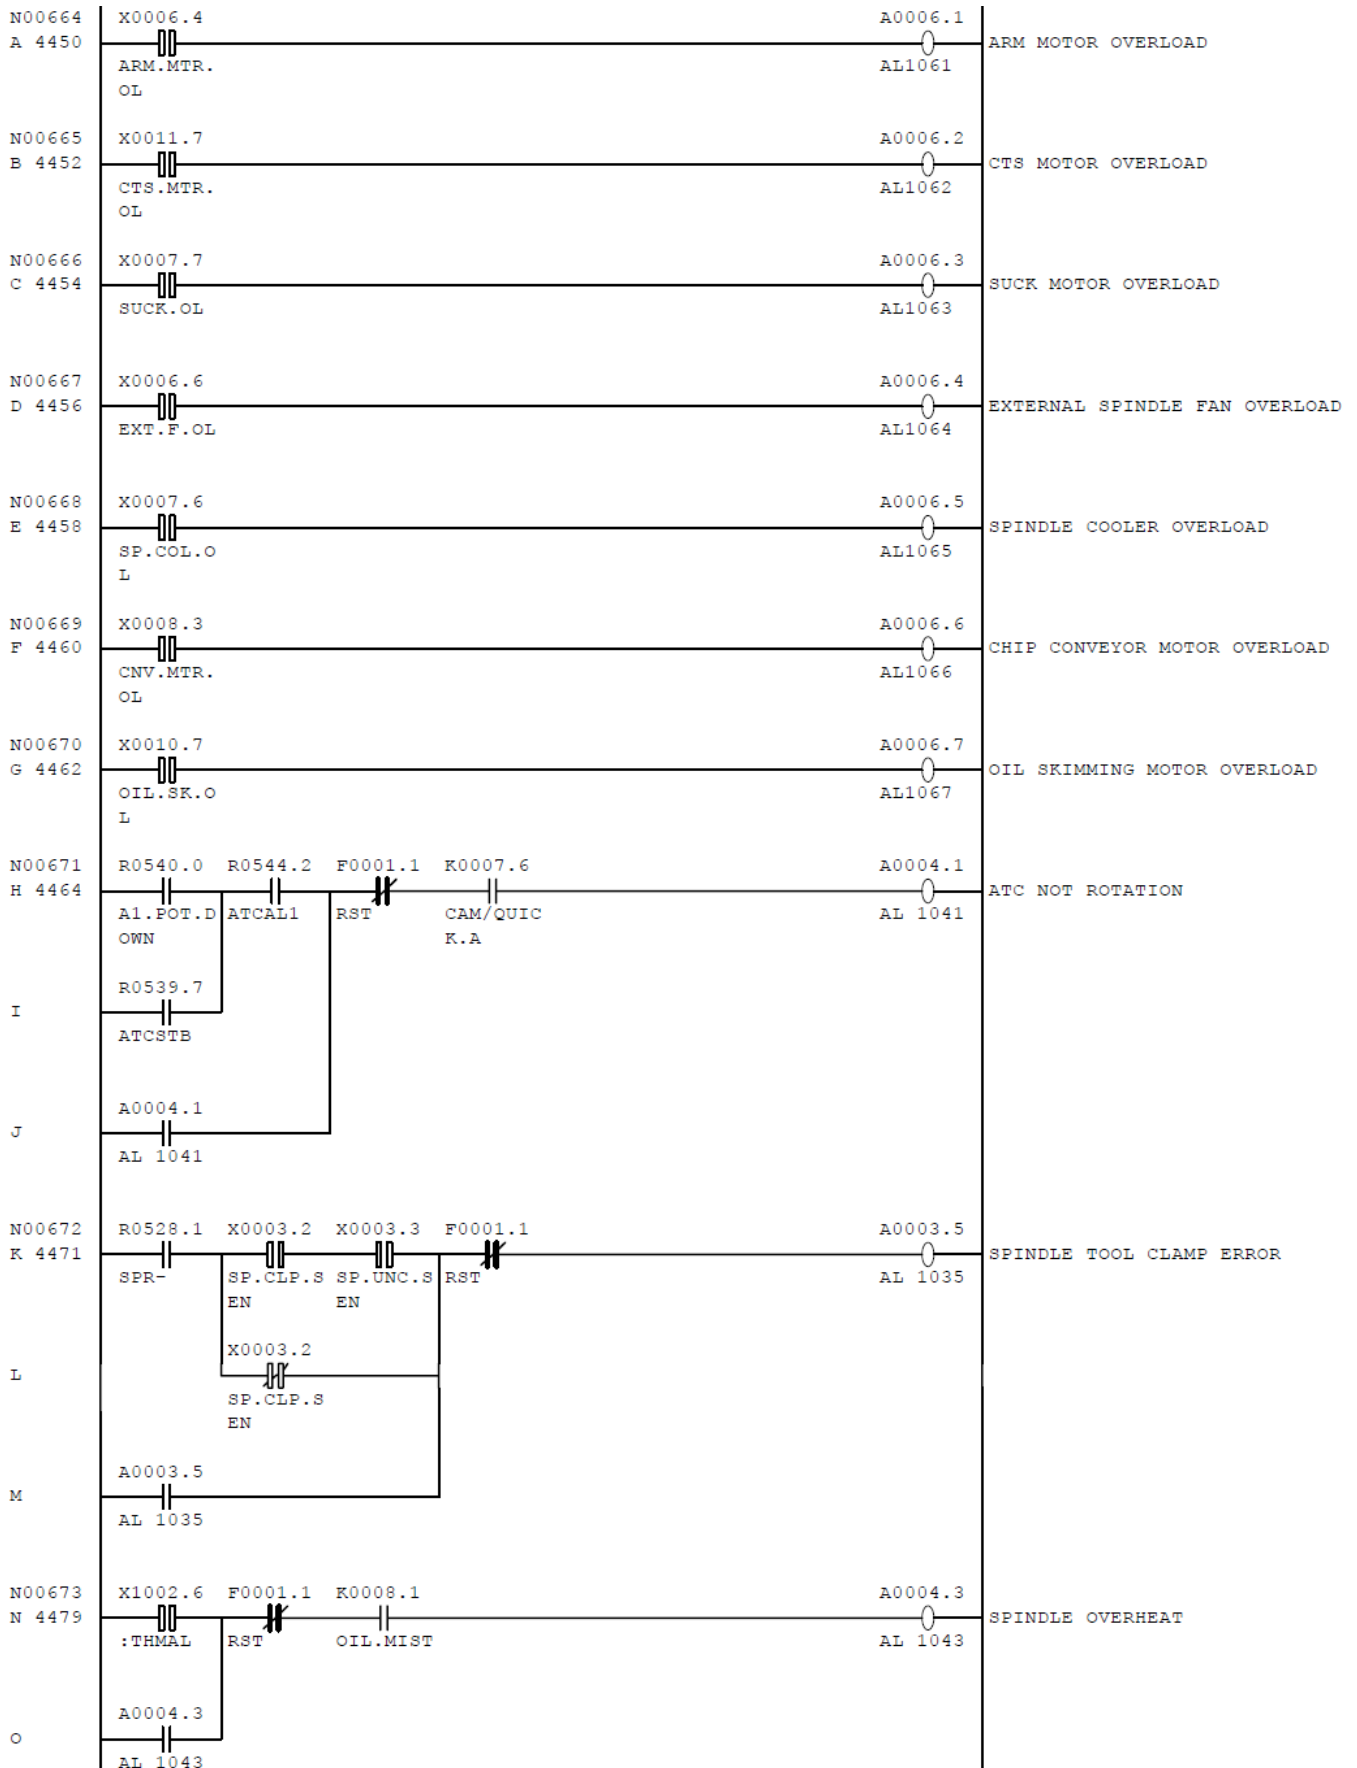 N00664 X0006.4 A0006.1
A 4450 ARM MOTOR OVERLOAD
ARM.MTR. AL1061
OL
N00665 X0011.7 A0006.2
B 4452 CTS MOTOR OVERLOAD
CTS.MTR. AL1062
OL
N00666 X0007.7 A0006.3
C 4454 SUCK MOTOR OVERLOAD
SUCK.OL AL1063
N00667 X0006.6 A0006.4
D 4456 EXTERNAL SPINDLE FAN OVERLOAD
EXT.F.OL AL1064
N00668 X0007.6 A0006.5
E 4458 SPINDLE COOLER OVERLOAD
SP.COL.O AL1065
L
N00669 X0008.3 A0006.6
F 4460 CHIP CONVEYOR MOTOR OVERLOAD
CNV.MTR. AL1066
OL
N00670 X0010.7 A0006.7
G 4462 OIL SKIMMING MOTOR OVERLOAD
OIL.SK.O AL1067
L
N00671 R0540.0 R0544.2 F0001.1 K0007.6 A0004.1
H 4464 ATC NOT ROTATION
A1.POT.D ATCAL1 RST CAM/QUIC AL 1041
OWN K.A
R0539.7
I
ATCSTB
A0004.1
J
AL 1041
N00672 R0528.1 X0003.2 X0003.3 F0001.1 A0003.5
K 4471 SPINDLE TOOL CLAMP ERROR
SPR- SP.CLP.S SP.UNC.S RST AL 1035
EN EN
X0003.2
L
SP.CLP.S
EN
A0003.5
M
AL 1035
N00673 X1002.6 F0001.1 K0008.1 A0004.3
N 4479 SPINDLE OVERHEAT
:THMAL RST OIL.MIST AL 1043
A0004.3
O
AL 1043